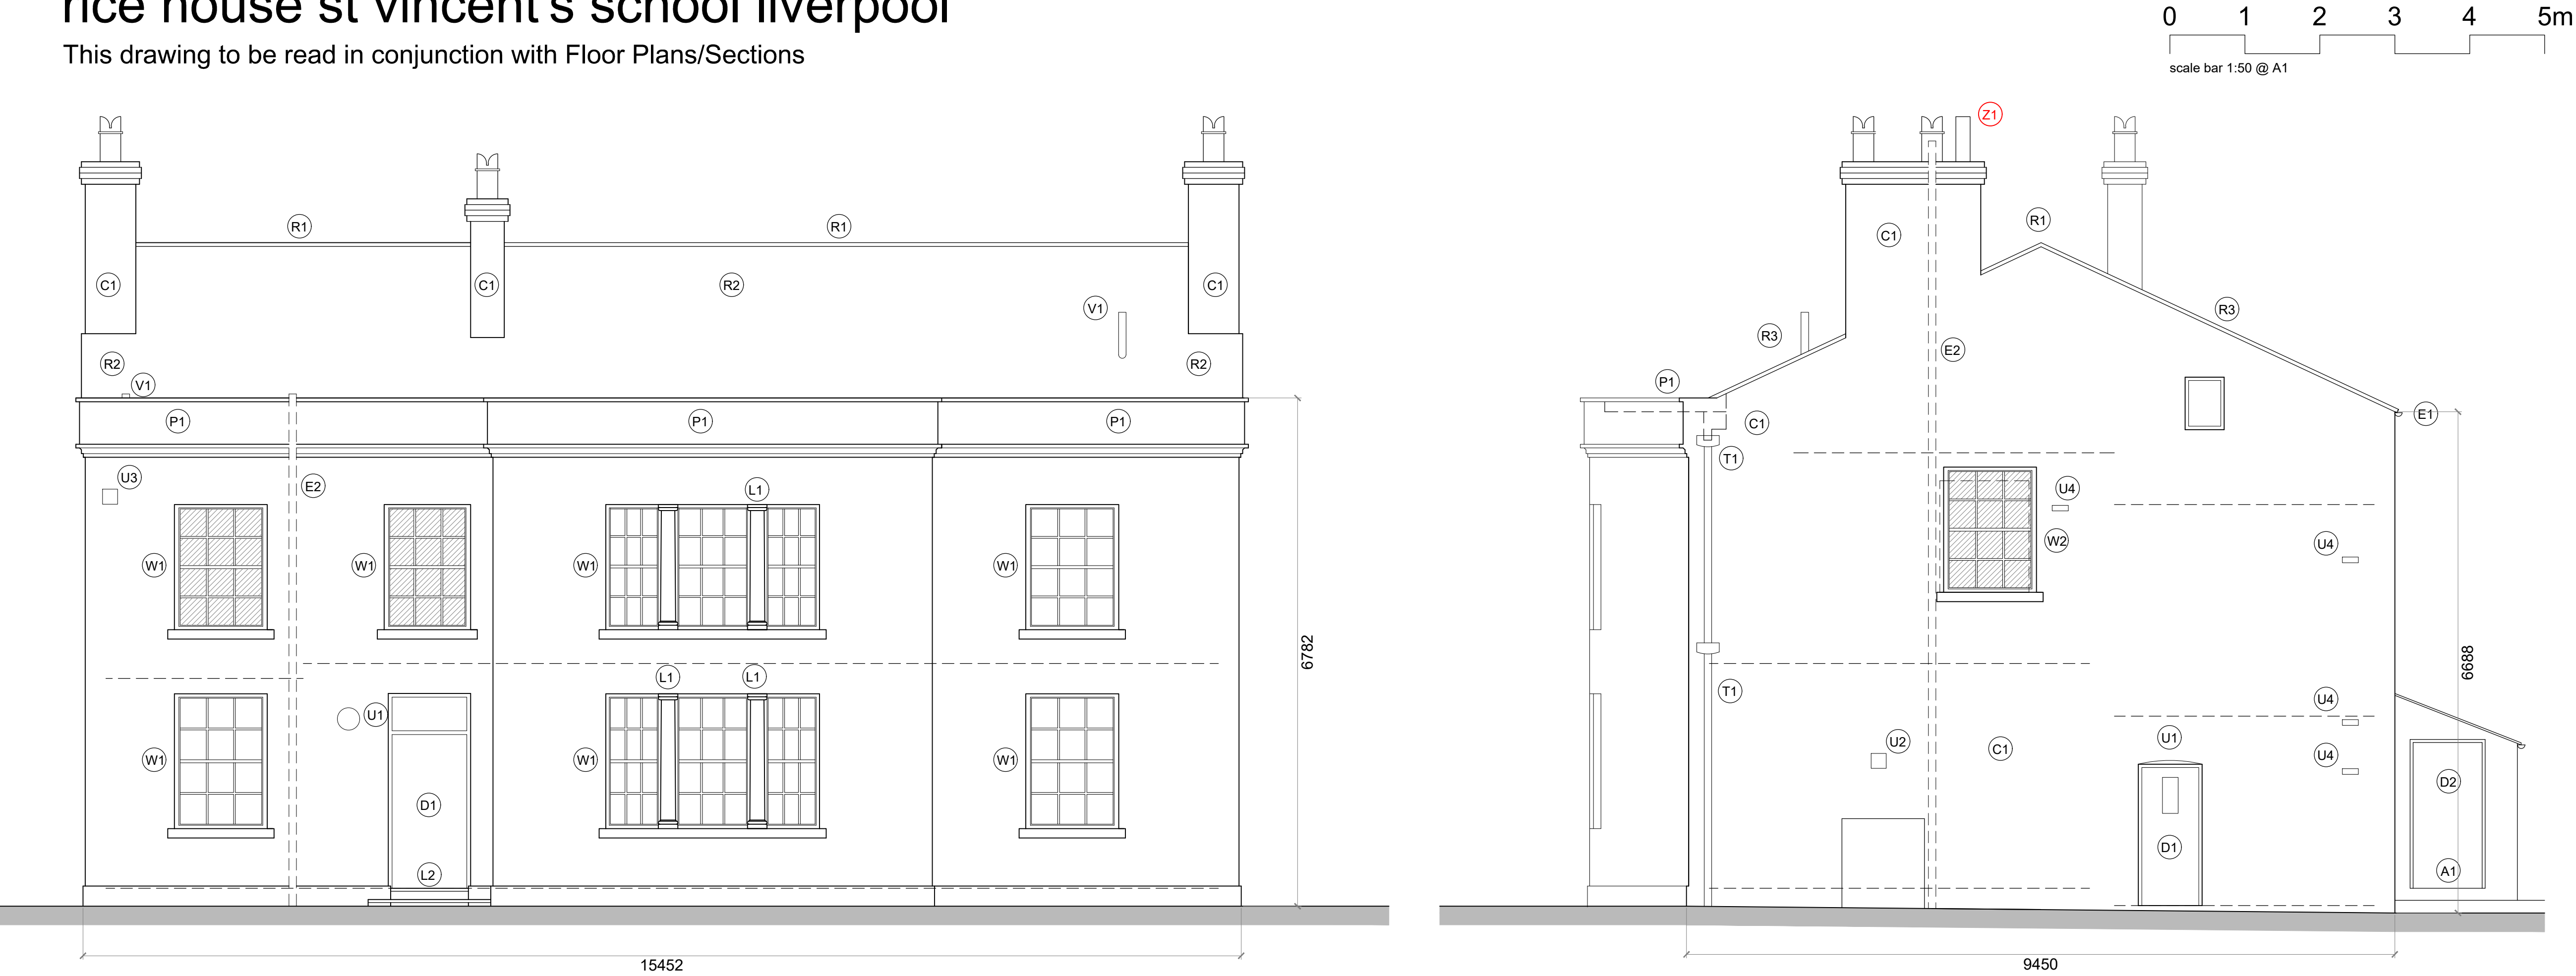 rice house st vincent's school liverpool
This drawing to be read in conjunction with Floor Plans/Sections
0 1 2 3 4 5m
scale bar 1:50 @ A1
R1 R1
C1 C1 R2 C1
V1
R2 R2
V1
P1 P1 P1
U3
E2 L1
W1 W1 W1 W1
6782
L1 L1
U1
W1 W1 W1
D1
L2
15452
Z1
R1
C1
R3
R3
E2
P1
E1
C1
T1
U4
W2
U4
6688
T1
U4
U1
U2
C1
U4
D2
D1
A1
9450